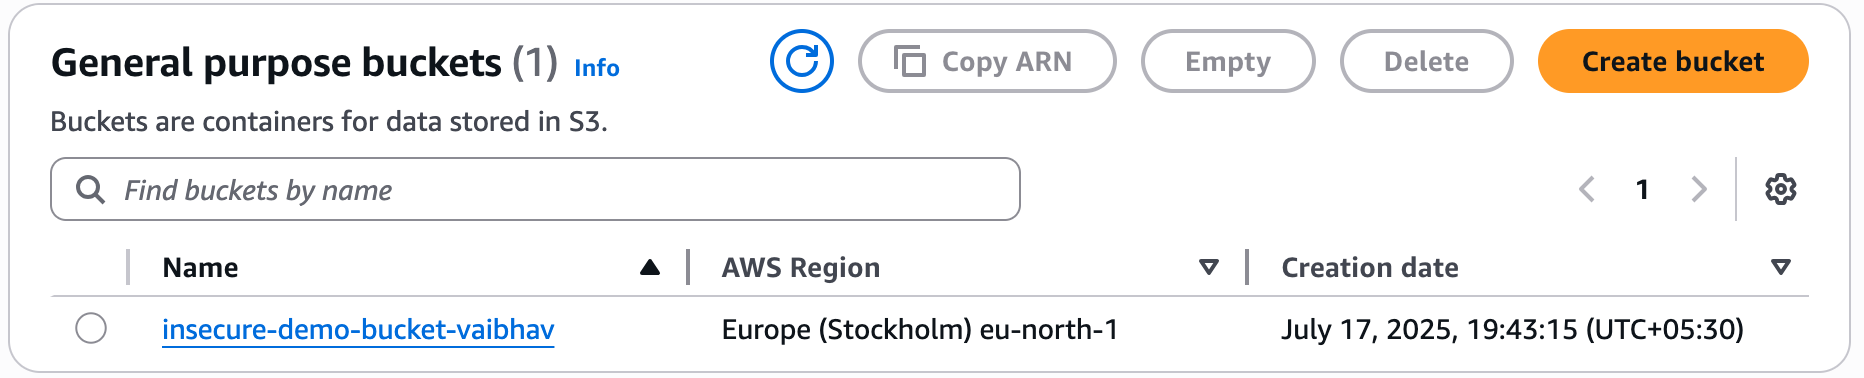 General purpose buckets (1) Info
Copy ARN
Empty
Delete
Create bucket
Buckets are containers for data stored in S3.
Find buckets by name
1
Name AWS Region Creation date
insecure-demo-bucket-vaibhav Europe (Stockholm) eu-north-1 July 17, 2025, 19:43:15 (UTC+05:30)